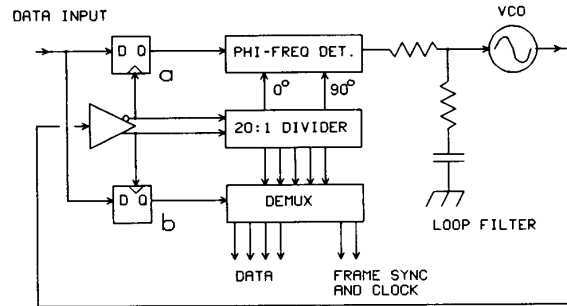 DATA INPUT
VCO
D Q
PHI-FREQ DET.
a
0° 90°
20:1 DIVIDER
D Q
b
DEMUX
LOOP FILTER
DATA
FRAME SYNC
AND CLOCK